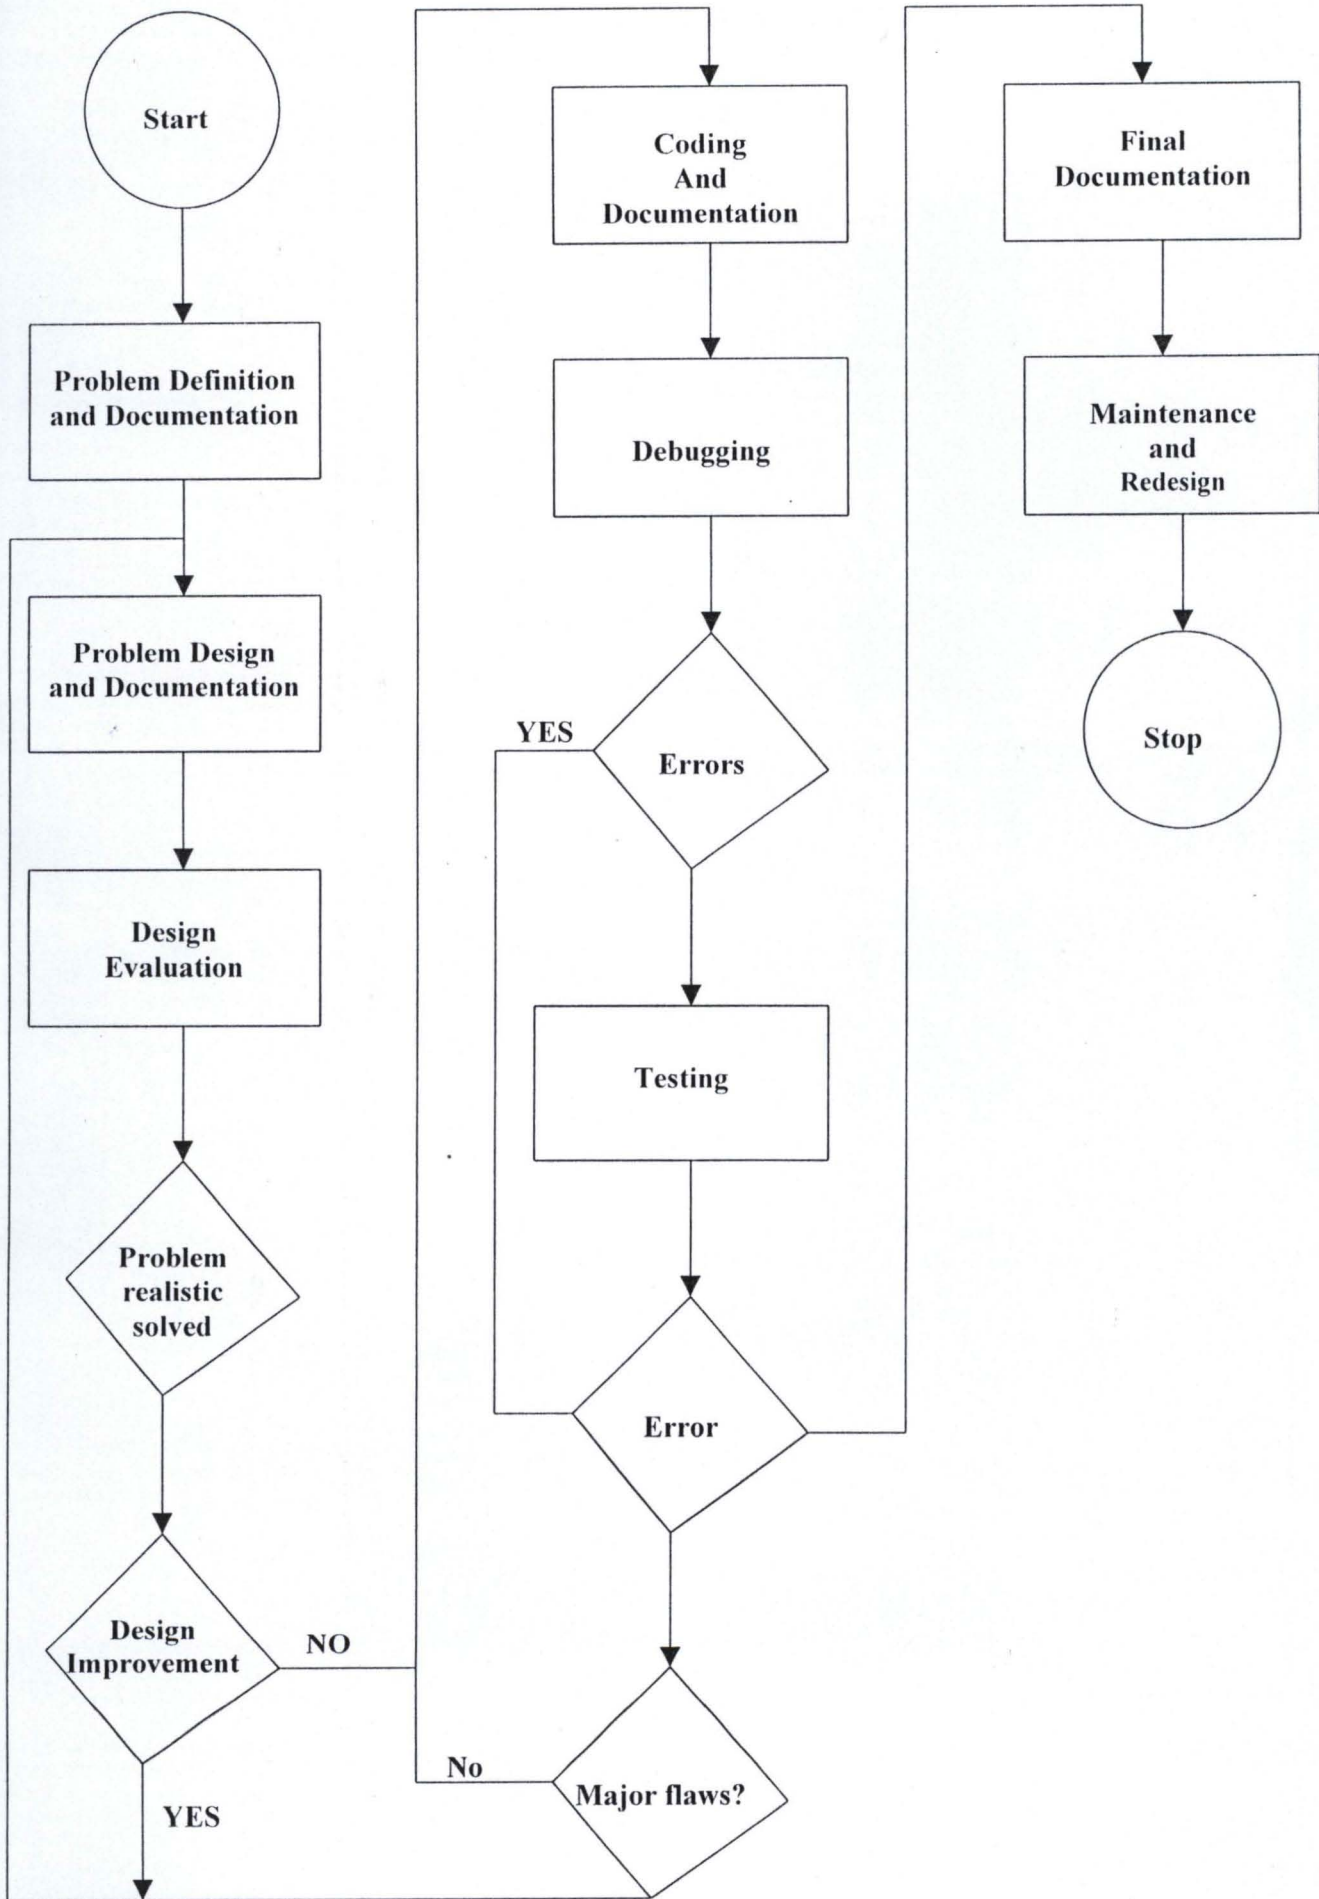 Start
Problem Definition
and Documentation
Problem Design
and Documentation
Design
Evaluation
Problem
realistic
solved
Design
Improvement
NO
YES
Coding
And
Documentation
Debugging
YES
Errors
Testing
Error
No
Major flaws?
Final
Documentation
Maintenance
and
Redesign
Stop